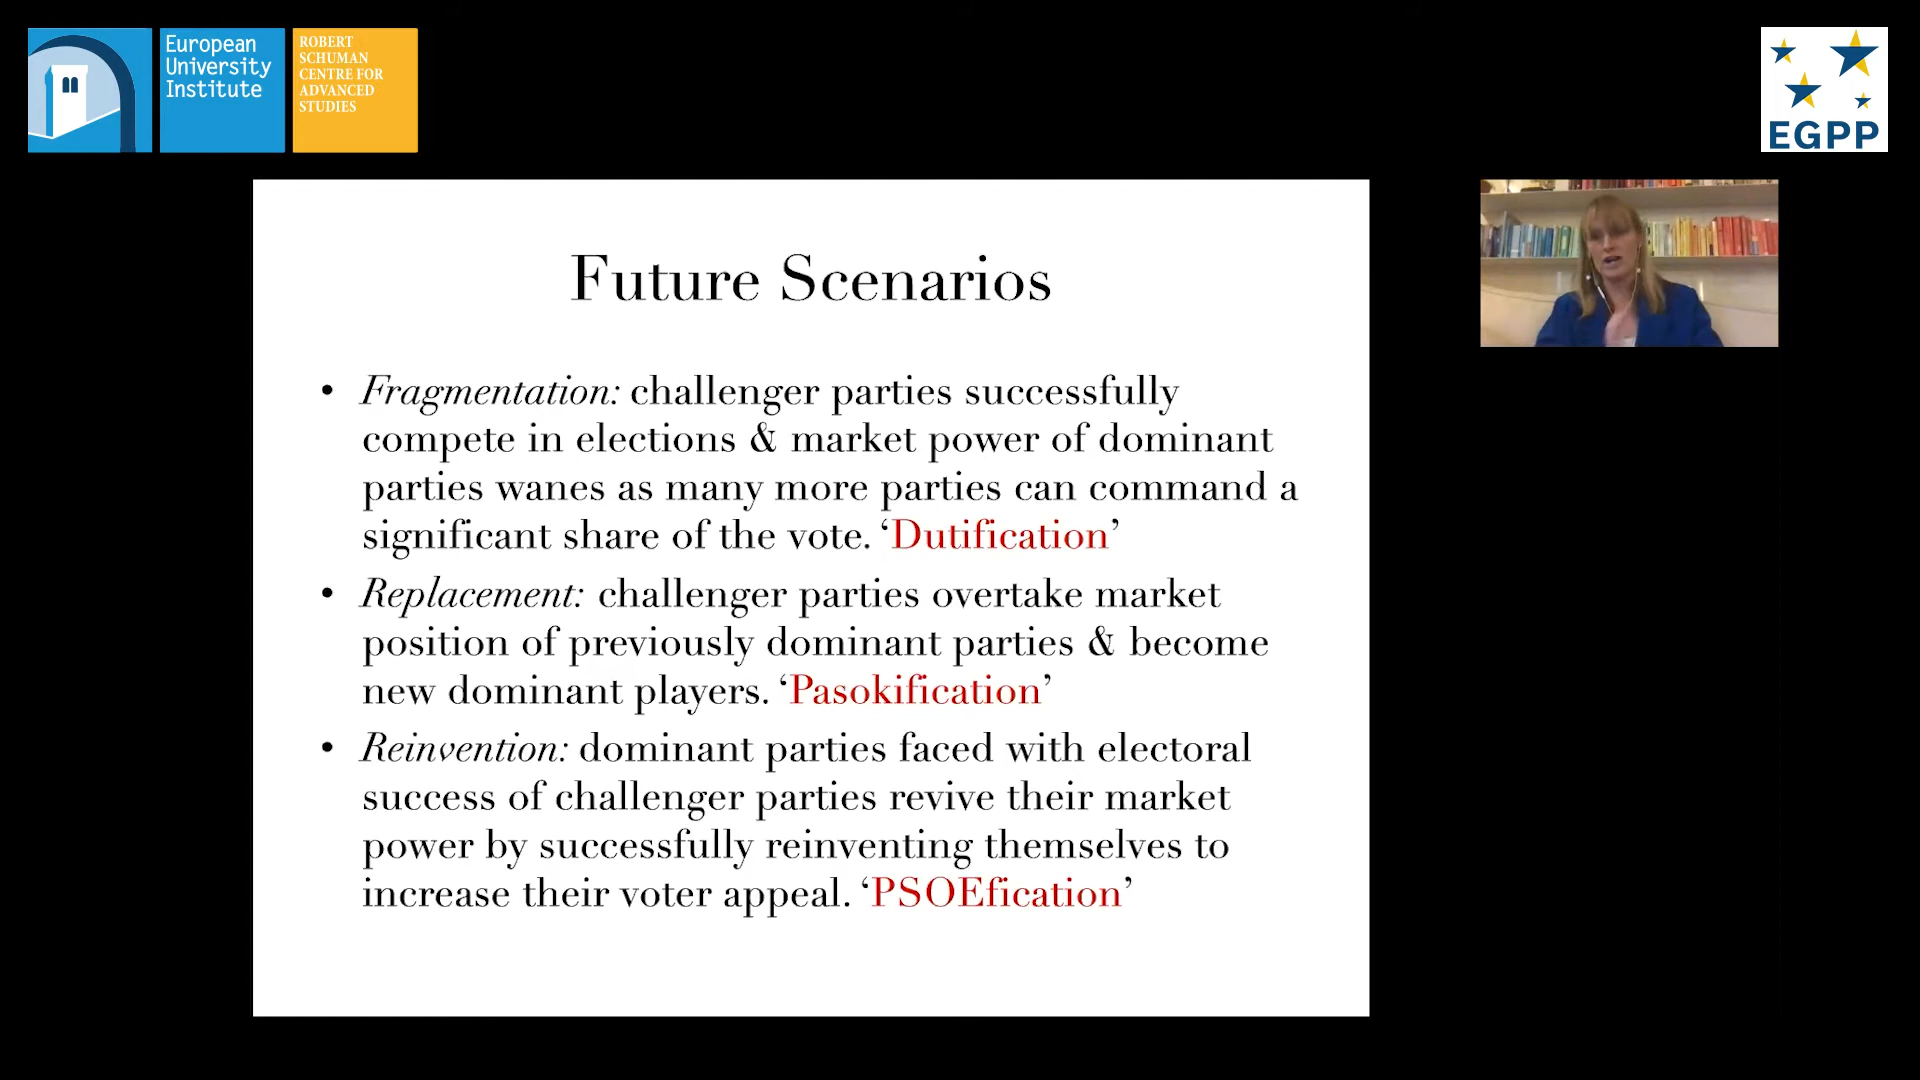 European
University
Institute
ROBERT
SCHUMAN
CENTRE FOR
ADVANCED
STUDIES
EGPP
Future Scenarios
• Fragmentation: challenger parties successfully
compete in elections & market power of dominant
parties wanes as many more parties can command a
significant share of the vote. ‘Dutification’
• Replacement: challenger parties overtake market
position of previously dominant parties & become
new dominant players. ‘Pasokification’
• Reinvention: dominant parties faced with electoral
success of challenger parties revive their market
power by successfully reinventing themselves to
increase their voter appeal. ‘PSOEfication’